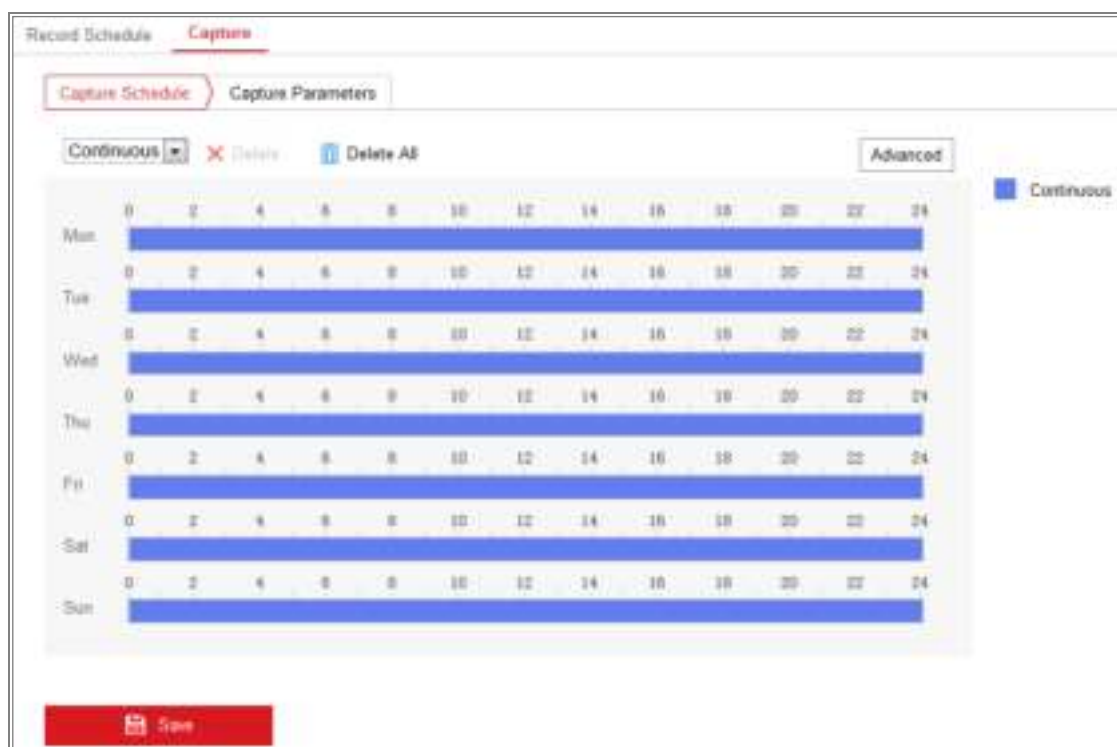 Record Schedule Capture
Capture Schedule Capture Parameters
Continuous Delete Delete All Advanced
Continuous
0 2 4 6 8 10 12 14 16 18 20 22 24
Mon
0 2 4 6 8 10 12 14 16 18 20 22 24
Tue
0 2 4 6 8 10 12 14 16 18 20 22 24
Wed
0 2 4 6 8 10 12 14 16 18 20 22 24
Thu
0 2 4 6 8 10 12 14 16 18 20 22 24
Fri
0 2 4 6 8 10 12 14 16 18 20 22 24
Sat
0 2 4 6 8 10 12 14 16 18 20 22 24
Sun
Save